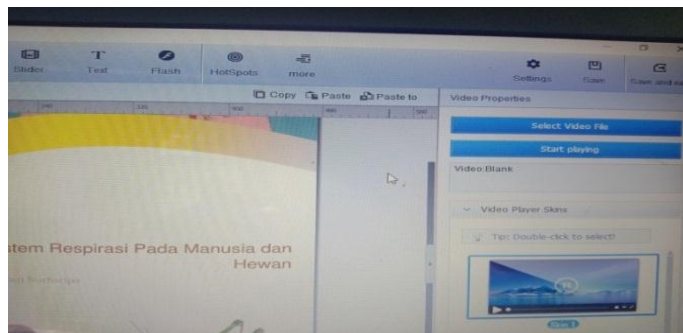 Slider Text Flash HotSpots more Settings Save Save and
Copy Paste Paste to
Video Properties
Select Video File
Start playing
Video:Blank
Video Player Skins
Tip: Double-click to select!
stem Respirasi Pada Manusia dan
Hewan